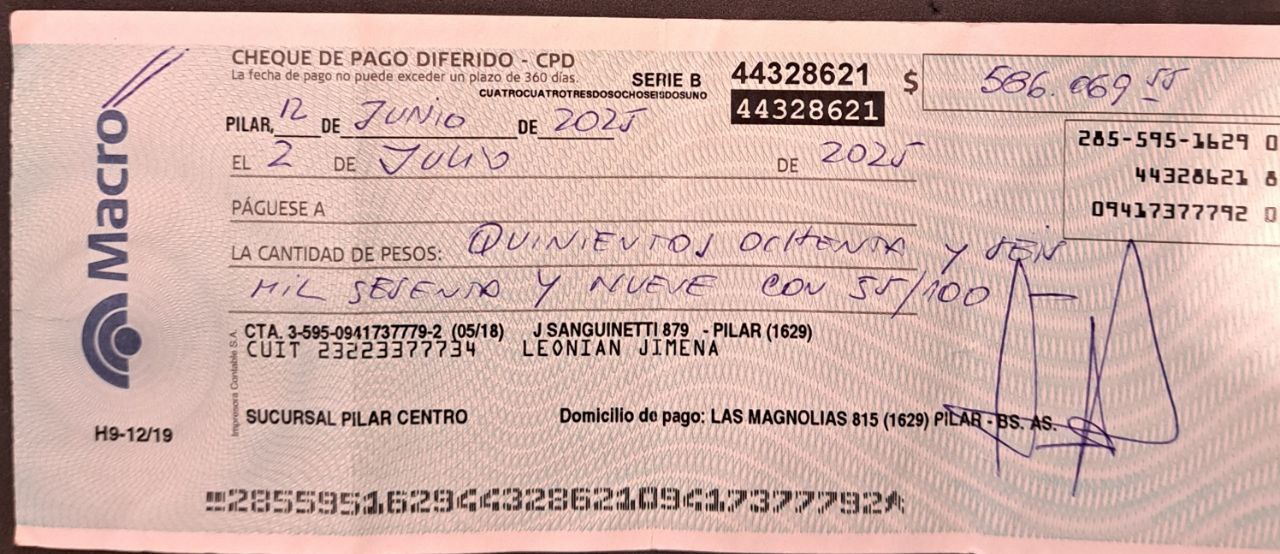 CHEQUE DE PAGO DIFERIDO - CPD
La fecha de pago no puede exceder un plazo de 360 días.
SERIE B 44328621 $ 586.069 55
CUATROCUATROTRESDOSOCHOSEISDOSUNO
44328621
PILAR, 12 DE JUNIO DE 2025
EL 2 DE JULIO DE 2025
285-595-1629 0
44328621 8
09417377792 0
PÁGUESE A
LA CANTIDAD DE PESOS: QUINIENTOS OCHENTA Y SEIS
MIL SESENTA Y NUEVE CON 55/100
CTA. 3-595-0941737779-2 (05/18) J SANGUINETTI 879 - PILAR (1629)
CUIT 23223377734 LEONIAN JIMENA
SUCURSAL PILAR CENTRO Domicilio de pago: LAS MAGNOLIAS 815 (1629) PILAR - BS. AS.
Macro
H9-12/19
Impresora Contable S.A.
28559516294432862109417377792